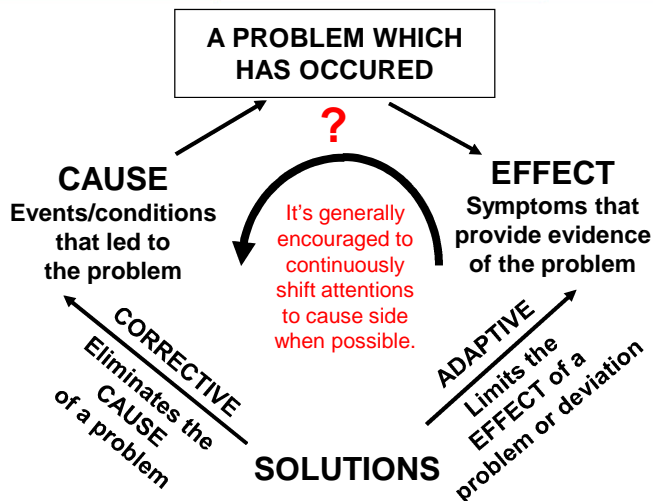 A PROBLEM WHICH
HAS OCCURED
?
CAUSE
Events/conditions
that led to
the problem
It's generally
encouraged to
continuously
shift attentions
to cause side
when possible.
EFFECT
Symptoms that
provide evidence
of the problem
CORRECTIVE
Eliminates the
CAUSE
of a problem
ADAPTIVE
Limits the
EFFECT of a
problem or deviation
SOLUTIONS